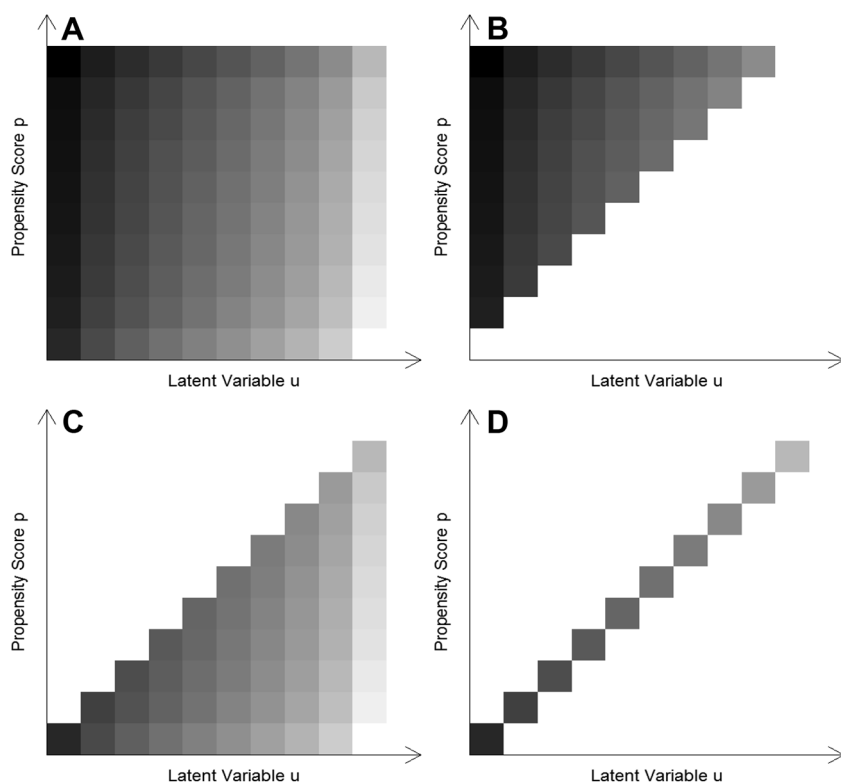 A
Propensity Score p
Latent Variable u
B
Propensity Score p
Latent Variable u
C
Propensity Score p
Latent Variable u
D
Propensity Score p
Latent Variable u